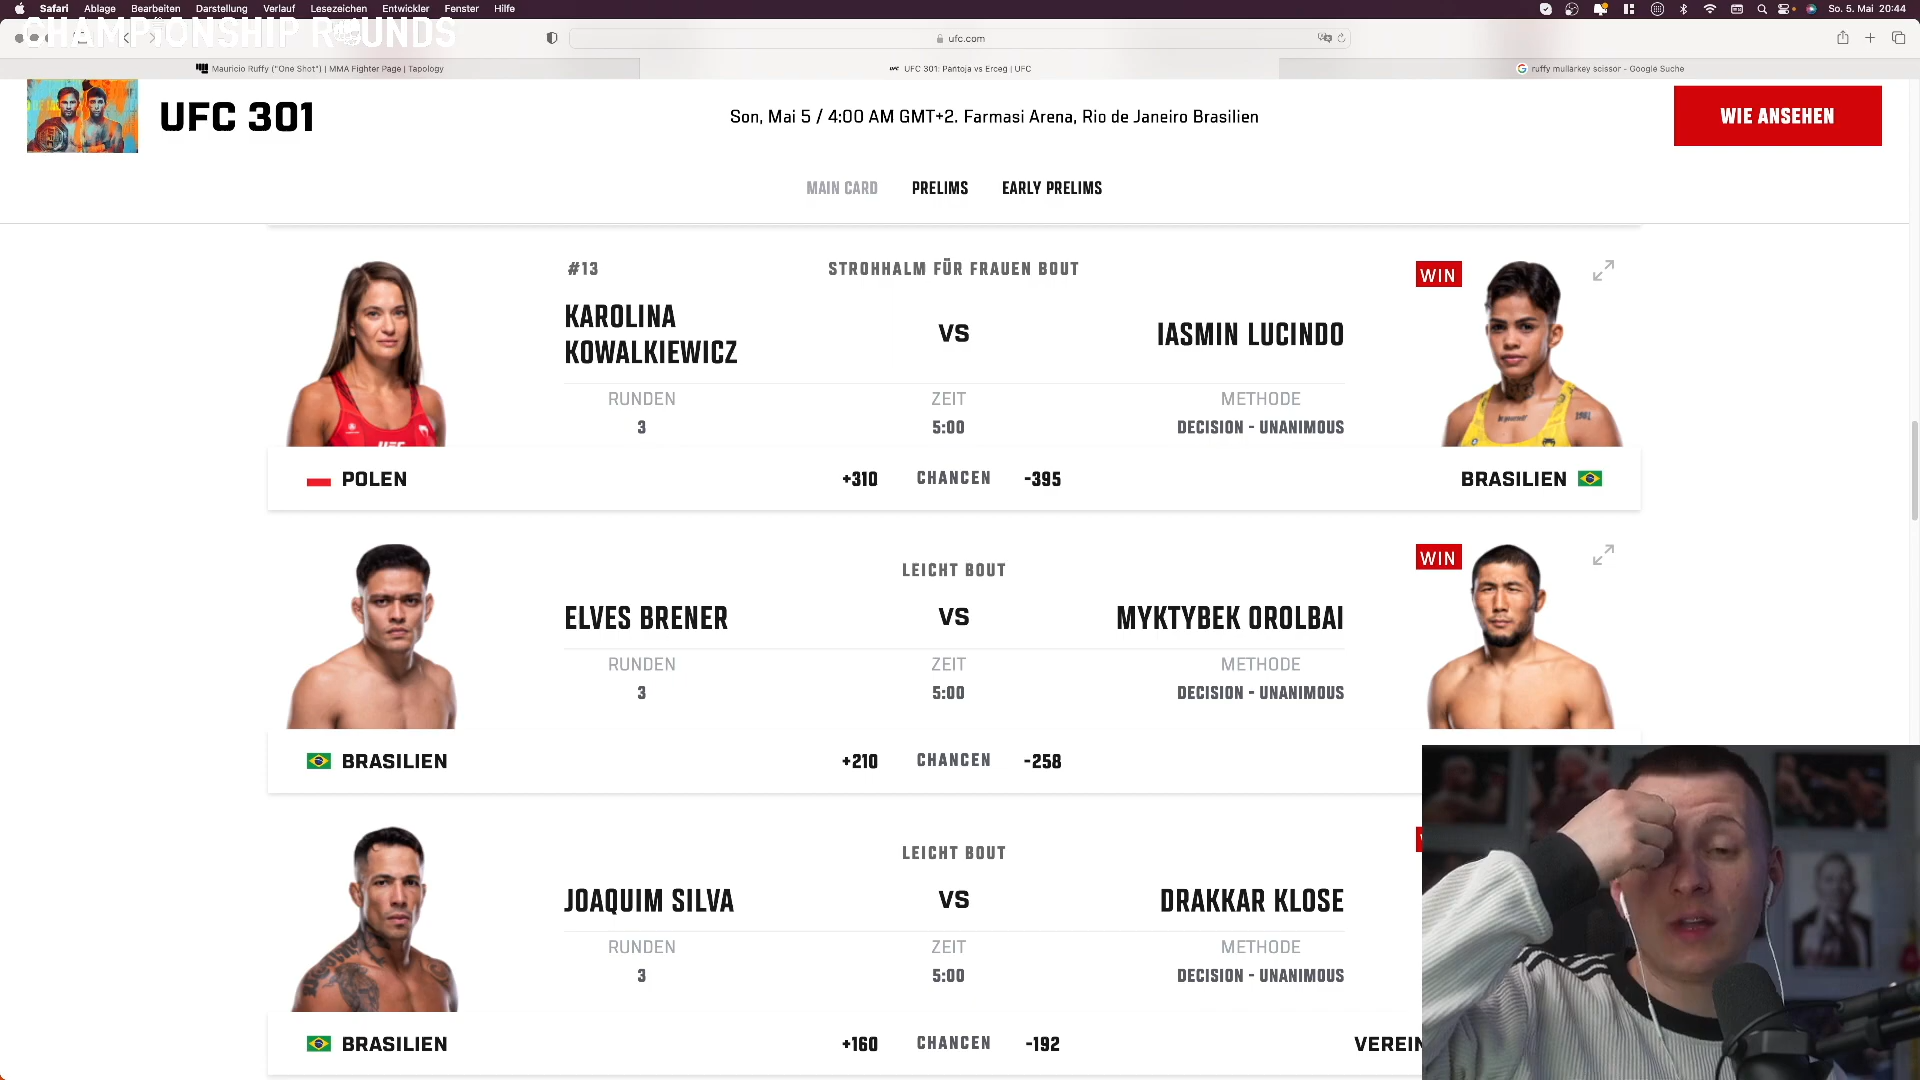 Safari Ablage Bearbeiten Darstellung Verlauf Lesezeichen Entwickler Fenster Hilfe
So. 5. Mai 20:44
CHAMPIONSHIP ROUNDS
ufc.com
Mauricio Ruffy ("One Shot") | MMA Fighter Page | Tapology
UFC 301: Pantoja vs Erceg | UFC
ruffy mullarkey scissor - Google Suche
UFC 301
Son, Mai 5 / 4:00 AM GMT+2. Farmasi Arena, Rio de Janeiro Brasilien
WIE ANSEHEN
MAIN CARD PRELIMS EARLY PRELIMS
#13
STROHHALM FÜR FRAUEN BOUT
WIN
KAROLINA
KOWALKIEWICZ
VS
IASMIN LUCINDO
RUNDEN ZEIT METHODE
3 5:00 DECISION - UNANIMOUS
POLEN +310 CHANCEN -395 BRASILIEN
LEICHT BOUT
WIN
ELVES BRENER VS MYKTYBEK OROLBAI
RUNDEN ZEIT METHODE
3 5:00 DECISION - UNANIMOUS
BRASILIEN +210 CHANCEN -258
LEICHT BOUT
JOAQUIM SILVA VS DRAKKAR KLOSE
RUNDEN ZEIT METHODE
3 5:00 DECISION - UNANIMOUS
BRASILIEN +160 CHANCEN -192 VEREIN